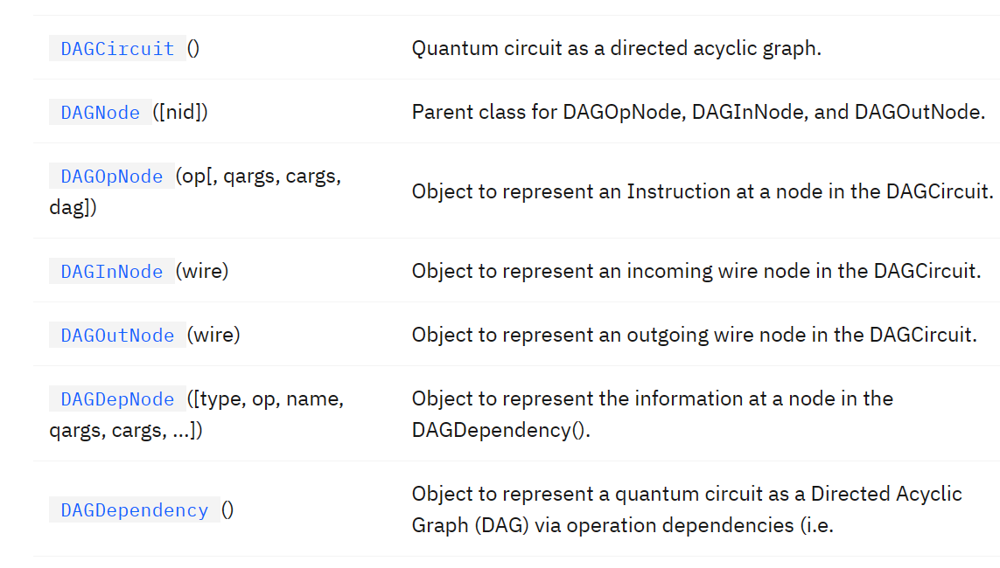 DAGCircuit () Quantum circuit as a directed acyclic graph.
DAGNode ([nid]) Parent class for DAGOpNode, DAGInNode, and DAGOutNode.
DAGOpNode (op[, qargs, cargs,
dag])
Object to represent an Instruction at a node in the DAGCircuit.
DAGInNode (wire) Object to represent an incoming wire node in the DAGCircuit.
DAGOutNode (wire) Object to represent an outgoing wire node in the DAGCircuit.
DAGDepNode ([type, op, name,
qargs, cargs, ...])
Object to represent the information at a node in the
DAGDependency().
DAGDependency ()
Object to represent a quantum circuit as a Directed Acyclic
Graph (DAG) via operation dependencies (i.e.